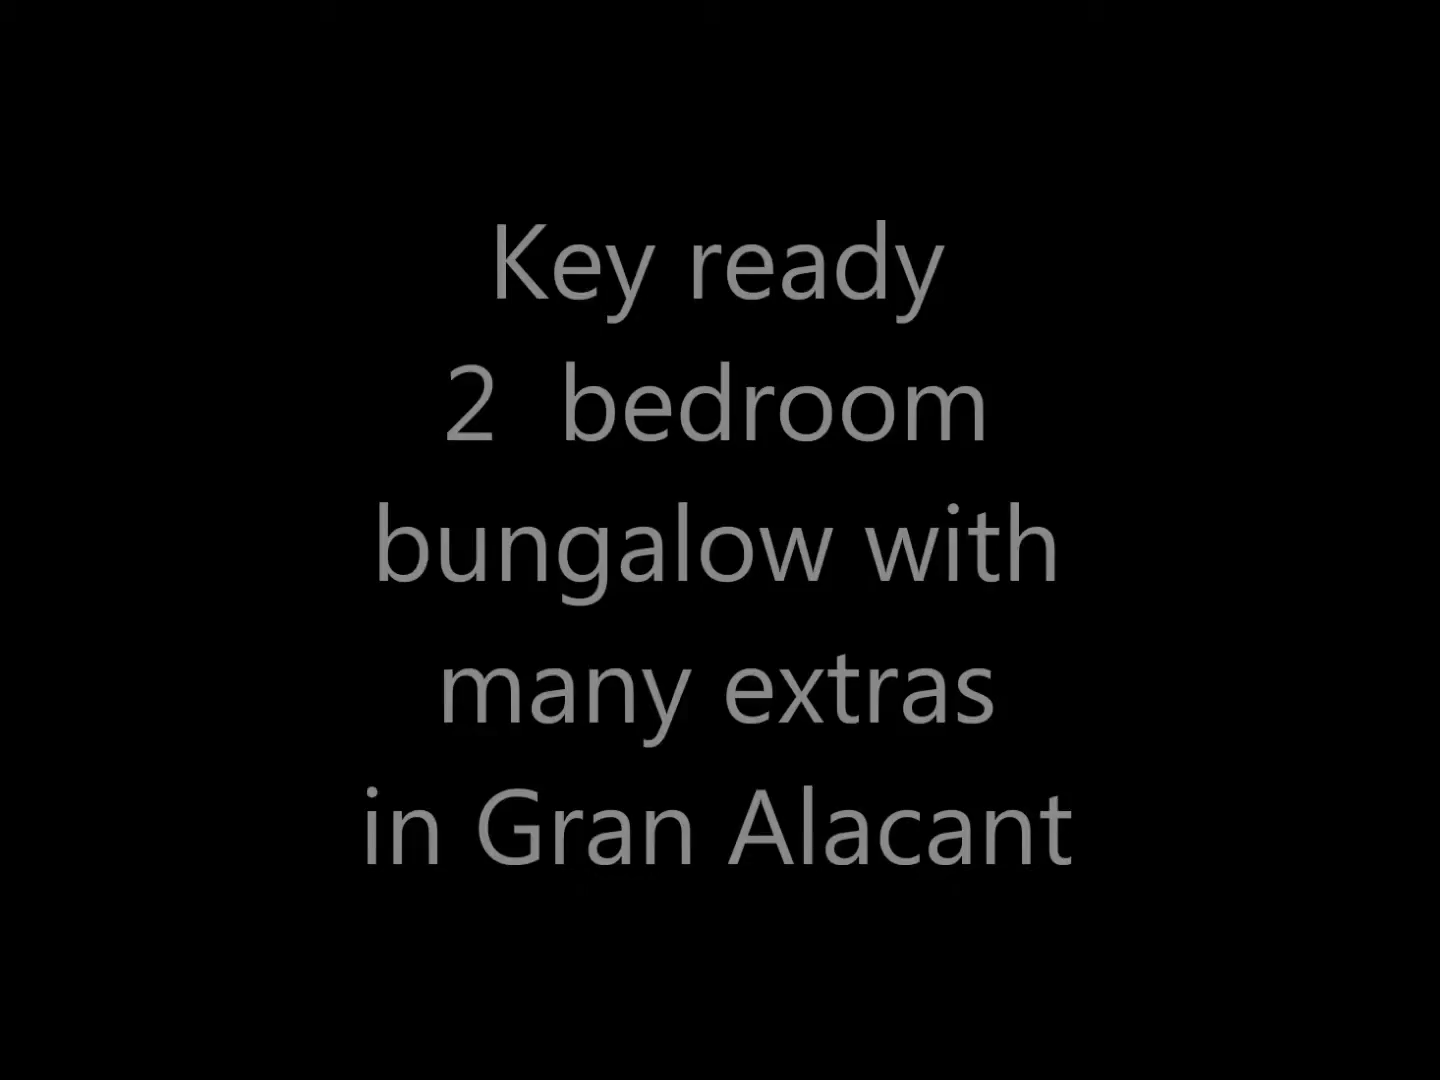 Key ready
2  bedroom
bungalow with
many extras
in Gran Alacant